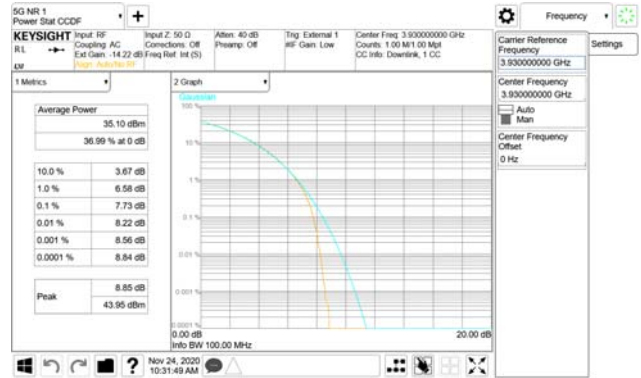 5G NR 1
Power Stat CCDF
Frequency
KEYSIGHT
RL
Input: RF
Coupling: AC
Ext Gain: -14.22 dB
Align: Auto/No RF
Input Z: 50 Ω
Corrections: Off
Freq Ref: Int (S)
Atten: 40 dB
Preamp: Off
Trig: External 1
#IF Gain: Low
Center Freq: 3.930000000 GHz
Counts: 1.00 M/1.00 Mpt
CC Info: Downlink, 1 CC
Carrier Reference
Frequency
3.930000000 GHz
Settings
Center Frequency
3.930000000 GHz
Auto
Man
Center Frequency
Offset
0 Hz
1 Metrics
Average Power
35.10 dBm
36.99 % at 0 dB
10.0 % 3.67 dB
1.0 % 6.58 dB
0.1 % 7.73 dB
0.01 % 8.22 dB
0.001 % 8.56 dB
0.0001 % 8.84 dB
Peak
8.85 dB
43.95 dBm
2 Graph
Gaussian
100 %
10 %
1 %
0.1 %
0.01 %
0.001 %
0.0001 %
0.00 dB
20.00 dB
Info BW 100.00 MHz
Nov 24, 2020
10:31:49 AM